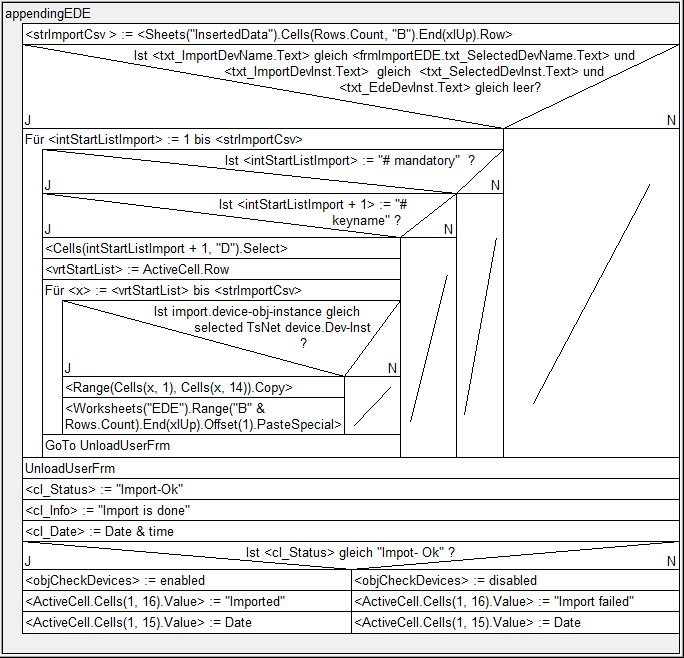 appendingEDE
<strImportCsv > := <Sheets("InsertedData").Cells(Rows.Count, "B").End(xlUp).Row>
Ist <txt_ImportDevName.Text> gleich <frmImportEDE.txt_SelectedDevName.Text> und
<txt_ImportDevInst.Text> gleich <txt_SelectedDevInst.Text> und
<txt_EdeDevInst.Text> gleich leer?
J N
Für <intStartListImport> := 1 bis <strImportCsv>
Ist <intStartListImport> := "# mandatory" ?
J N
Ist <intStartListImport + 1> := "#
keyname" ?
J N
<Cells(intStartListImport + 1, "D").Select>
<vrtStartList> := ActiveCell.Row
Für <x> := <vrtStartList> bis <strImportCsv>
Ist import.device-obj-instance gleich
selected TsNet device.Dev-Inst
?
J N
<Range(Cells(x, 1), Cells(x, 14)).Copy>
<Worksheets("EDE").Range("B" &
Rows.Count).End(xlUp).Offset(1).PasteSpecial>
GoTo UnloadUserFrm
UnloadUserFrm
<cl_Status> := "Import-Ok"
<cl_Info> := "Import is done"
<cl_Date> := Date & time
Ist <cl_Status> gleich "Impot- Ok" ?
J N
<objCheckDevices> := enabled <objCheckDevices> := disabled
<ActiveCell.Cells(1, 16).Value> := "Imported" <ActiveCell.Cells(1, 16).Value> := "Import failed"
<ActiveCell.Cells(1, 15).Value> := Date <ActiveCell.Cells(1, 15).Value> := Date